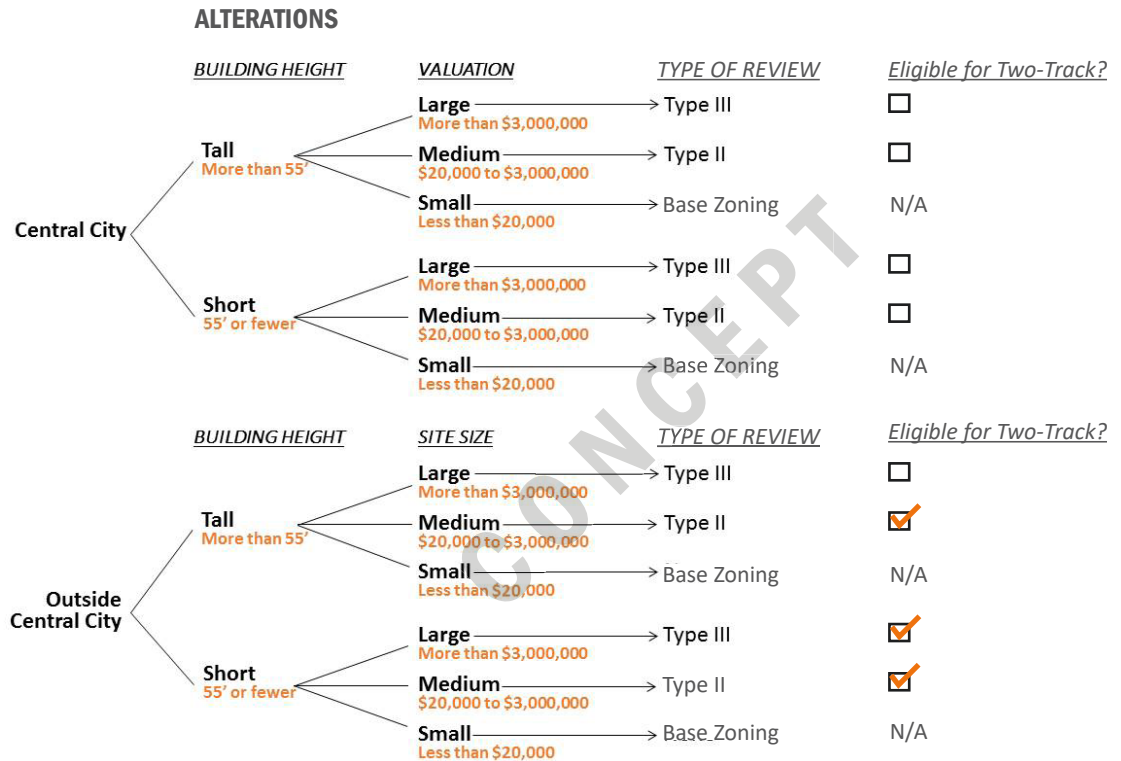 ALTERATIONS
BUILDING HEIGHT VALUATION TYPE OF REVIEW Eligible for Two-Track?
Large Type III
More than $3,000,000
Tall Medium Type II
More than 55' $20,000 to $3,000,000
Small Base Zoning N/A
Less than $20,000
Central City
Large Type III
More than $3,000,000
Short Medium Type II
55' or fewer $20,000 to $3,000,000
Small Base Zoning N/A
Less than $20,000
BUILDING HEIGHT SITE SIZE TYPE OF REVIEW Eligible for Two-Track?
Large Type III
More than $3,000,000
Tall Medium Type II
More than 55' $20,000 to $3,000,000
Small Base Zoning N/A
Less than $20,000
Outside
Central City
Large Type III
More than $3,000,000
Short Medium Type II
55' or fewer $20,000 to $3,000,000
Small Base Zoning N/A
Less than $20,000
CONCEPT